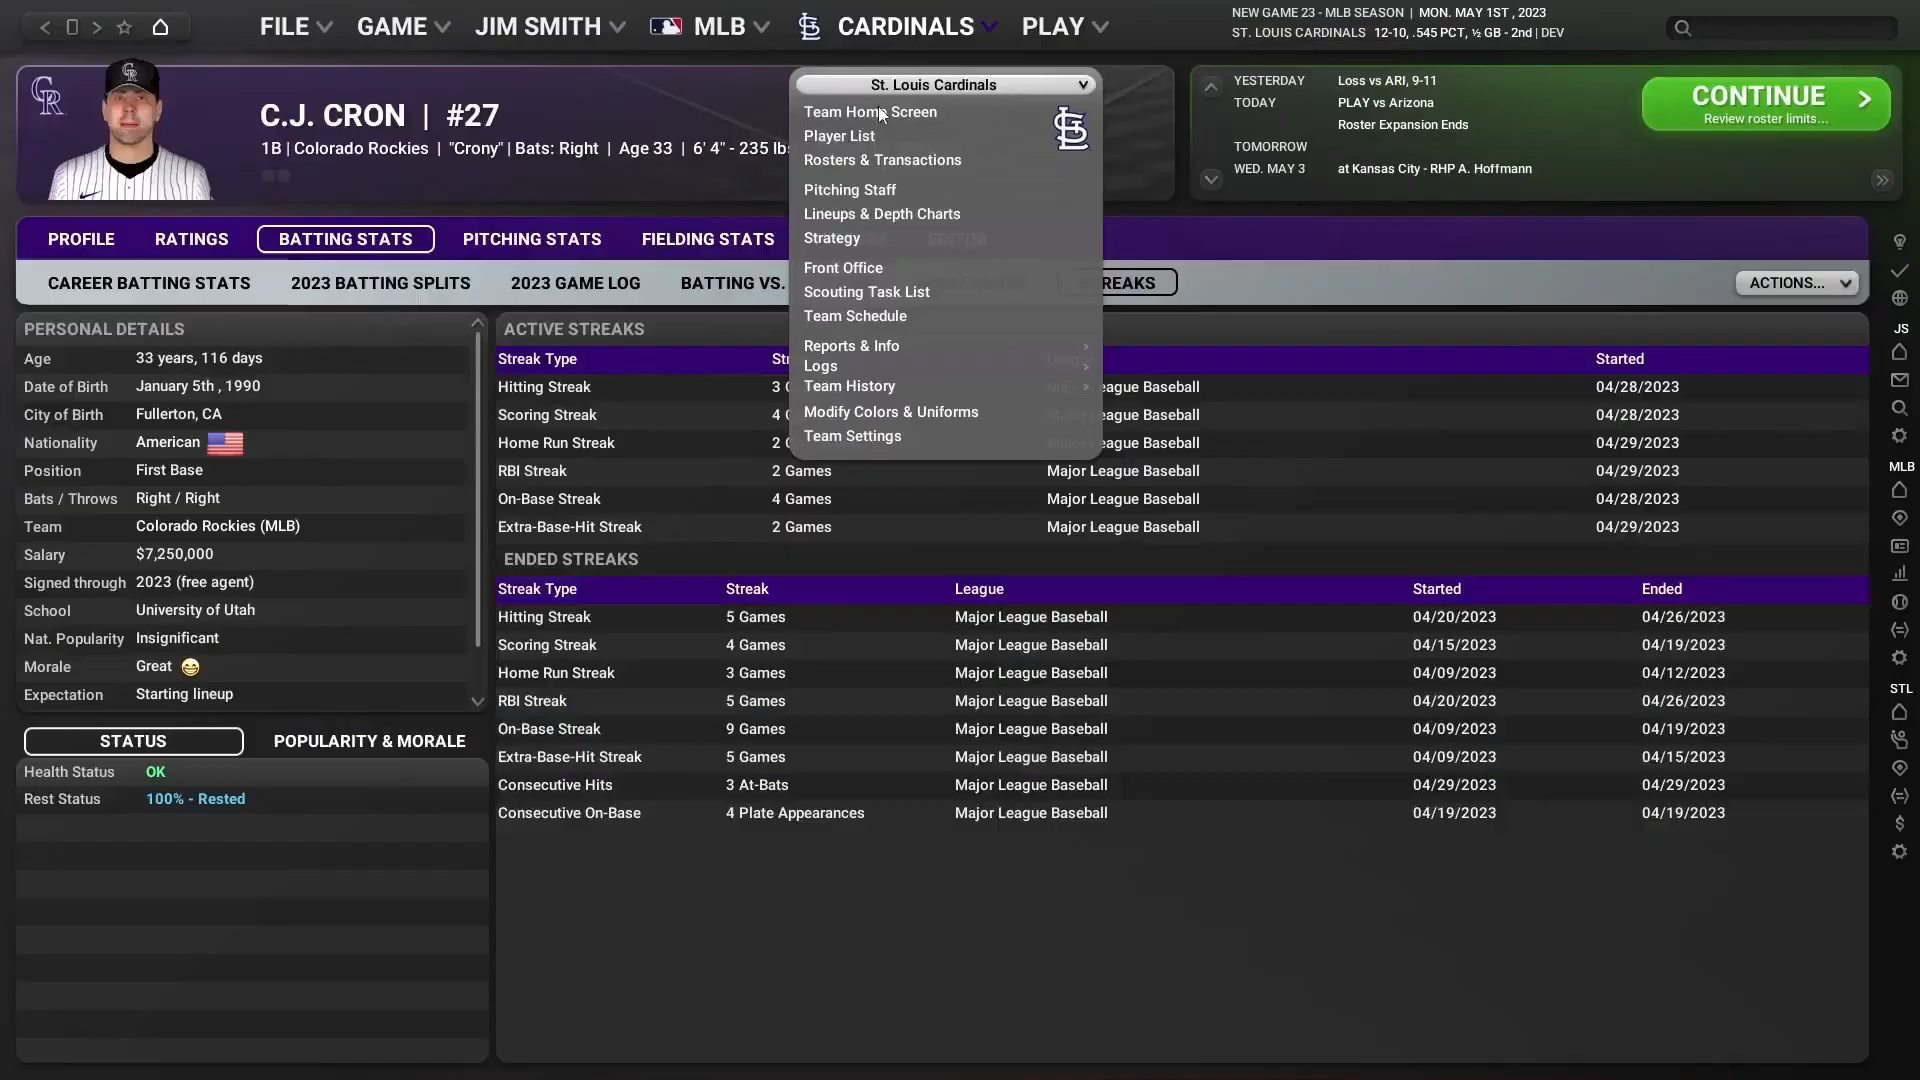 FILE GAME JIM SMITH MLB CARDINALS PLAY
NEW GAME 23 - MLB SEASON | MON. MAY 1ST , 2023
ST. LOUIS CARDINALS 12-10, .545 PCT, ½ GB - 2nd | DEV
C.J. CRON | #27
1B | Colorado Rockies | "Crony" | Bats: Right | Age 33 | 6' 4" - 235 lbs
St. Louis Cardinals
Team Home Screen
Player List
Rosters & Transactions
Pitching Staff
Lineups & Depth Charts
Strategy
Front Office
Scouting Task List
Team Schedule
Reports & Info
Logs
Team History
Modify Colors & Uniforms
Team Settings
YESTERDAY Loss vs ARI, 9-11
TODAY PLAY vs Arizona
Roster Expansion Ends
TOMORROW
WED. MAY 3 at Kansas City - RHP A. Hoffmann
CONTINUE
Review roster limits...
PROFILE RATINGS BATTING STATS PITCHING STATS FIELDING STATS
CAREER BATTING STATS 2023 BATTING SPLITS 2023 GAME LOG BATTING VS. STREAKS ACTIONS...
PERSONAL DETAILS
Age 33 years, 116 days
Date of Birth January 5th , 1990
City of Birth Fullerton, CA
Nationality American
Position First Base
Bats / Throws Right / Right
Team Colorado Rockies (MLB)
Salary $7,250,000
Signed through 2023 (free agent)
School University of Utah
Nat. Popularity Insignificant
Morale Great
Expectation Starting lineup
STATUS POPULARITY & MORALE
Health Status OK
Rest Status 100% - Rested
ACTIVE STREAKS
Streak Type League Started
Hitting Streak 3 Major League Baseball 04/28/2023
Scoring Streak 4 Major League Baseball 04/28/2023
Home Run Streak 2 Major League Baseball 04/29/2023
RBI Streak 2 Games Major League Baseball 04/29/2023
On-Base Streak 4 Games Major League Baseball 04/28/2023
Extra-Base-Hit Streak 2 Games Major League Baseball 04/29/2023
ENDED STREAKS
Streak Type Streak League Started Ended
Hitting Streak 5 Games Major League Baseball 04/20/2023 04/26/2023
Scoring Streak 4 Games Major League Baseball 04/15/2023 04/19/2023
Home Run Streak 3 Games Major League Baseball 04/09/2023 04/12/2023
RBI Streak 5 Games Major League Baseball 04/20/2023 04/26/2023
On-Base Streak 9 Games Major League Baseball 04/09/2023 04/19/2023
Extra-Base-Hit Streak 5 Games Major League Baseball 04/09/2023 04/15/2023
Consecutive Hits 3 At-Bats Major League Baseball 04/29/2023 04/29/2023
Consecutive On-Base 4 Plate Appearances Major League Baseball 04/19/2023 04/19/2023
JS
MLB
STL